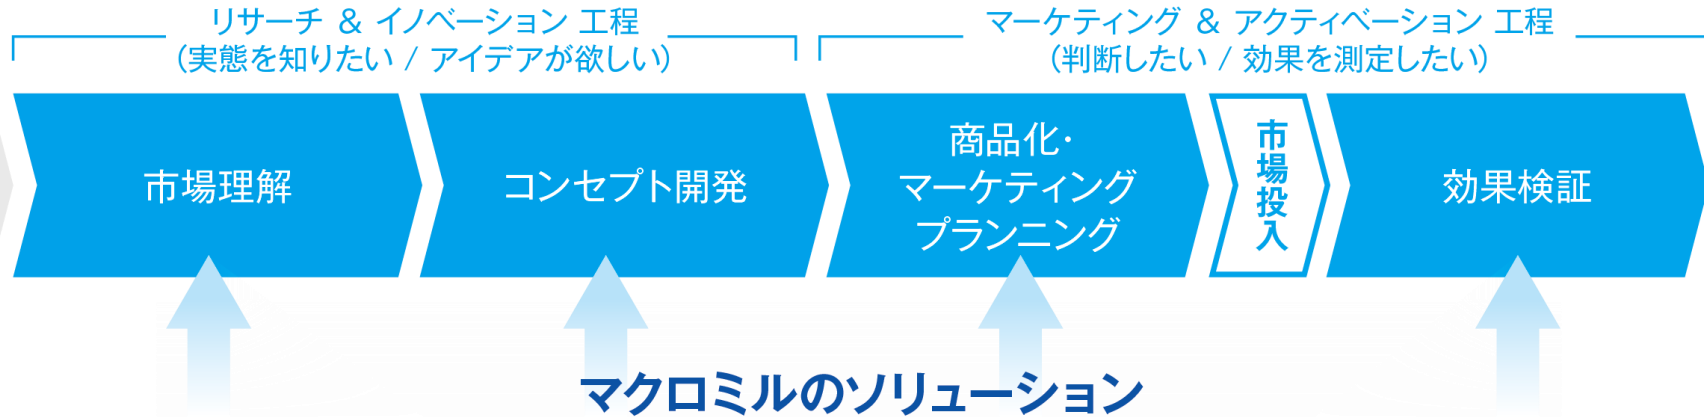 リサーチ ＆ イノベーション 工程
（実態を知りたい / アイデアが欲しい）
マーケティング ＆ アクティベーション 工程
（判断したい / 効果を測定したい）
市場理解
コンセプト開発
商品化・
マーケティング
プランニング
市場投入
効果検証
マクロミルのソリューション